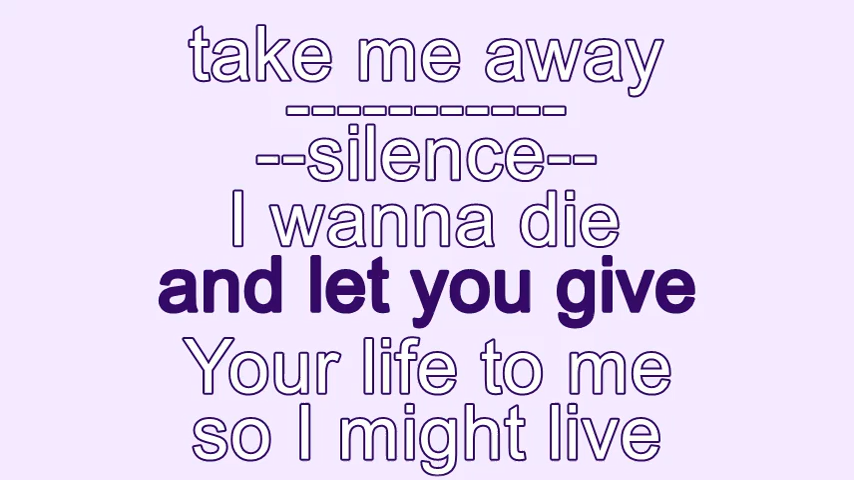 take me away
-----------
--silence--
I wanna die
and let you give
Your life to me
so I might live